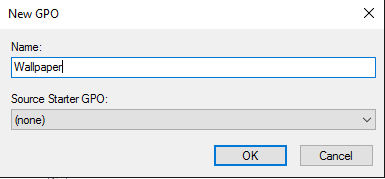 New GPO
Name:
Wallpaper
Source Starter GPO:
(none)
OK
Cancel